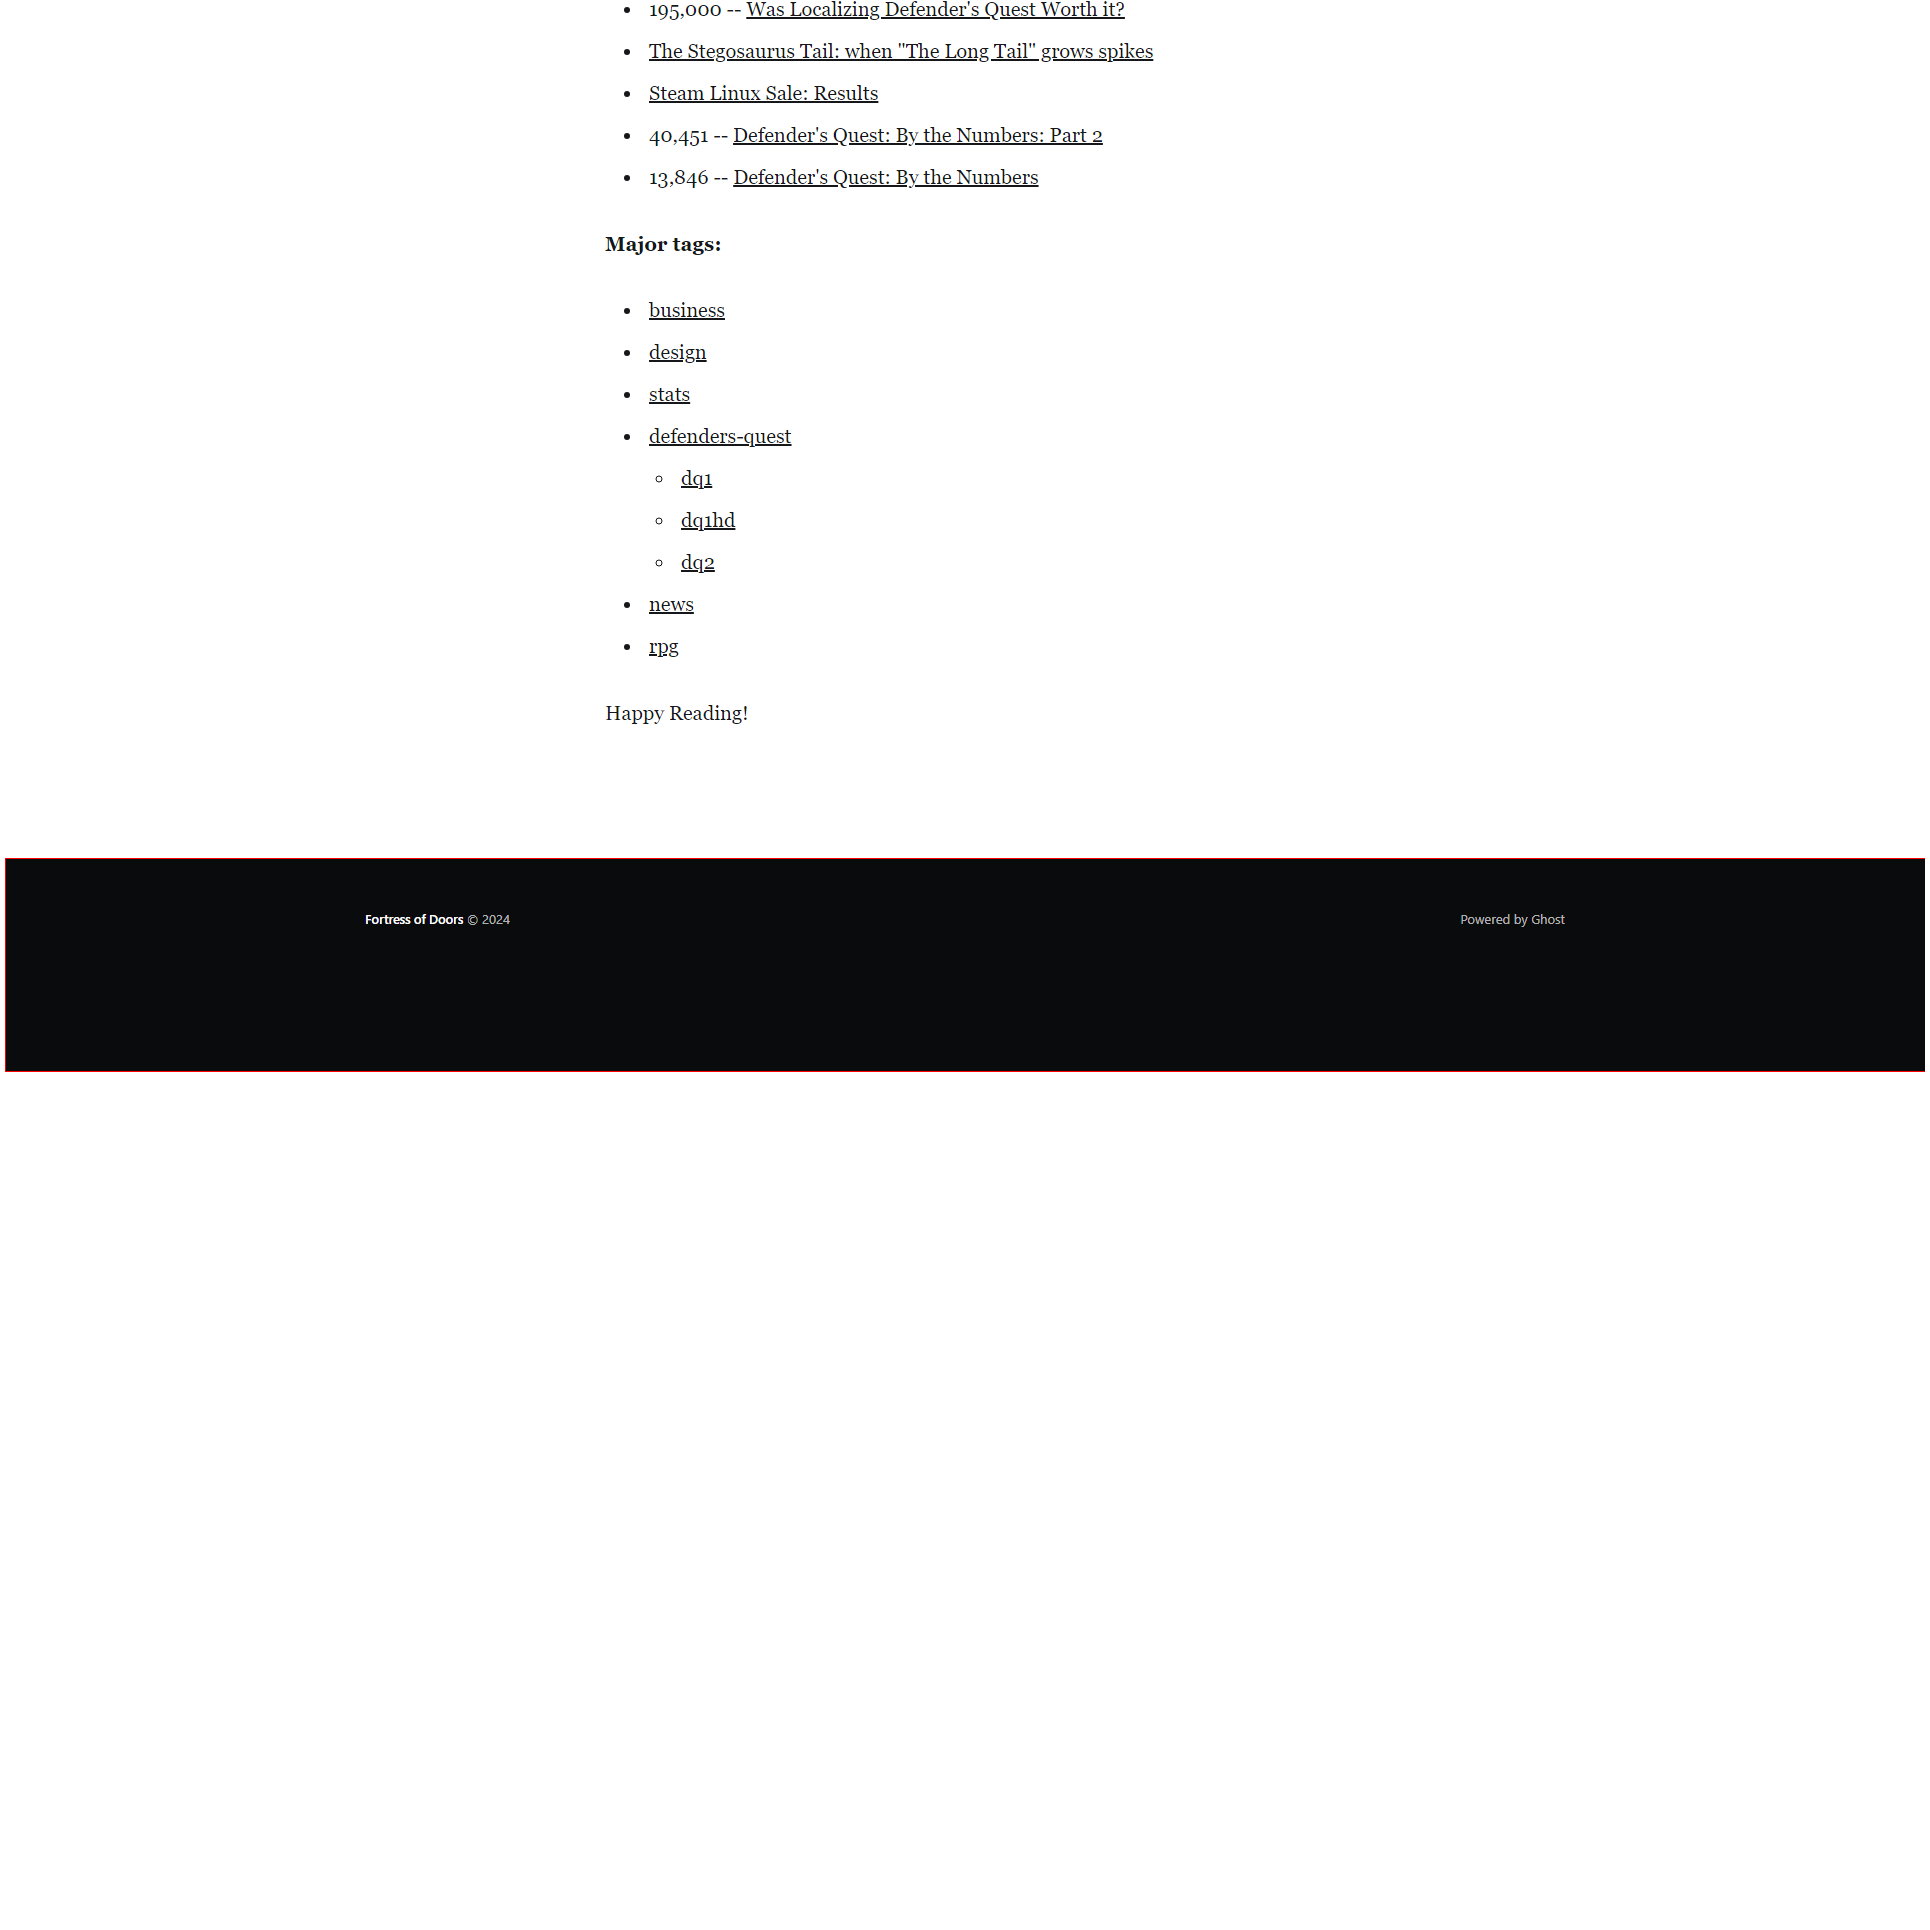 195,000 -- Was Localizing Defender's Quest Worth it?
The Stegosaurus Tail: when "The Long Tail" grows spikes
Steam Linux Sale: Results
40,451 -- Defender's Quest: By the Numbers: Part 2
13,846 -- Defender's Quest: By the Numbers
Major tags:
business
design
stats
defenders-quest
dq1
dq1hd
dq2
news
rpg
Happy Reading!
Fortress of Doors © 2024
Powered by Ghost